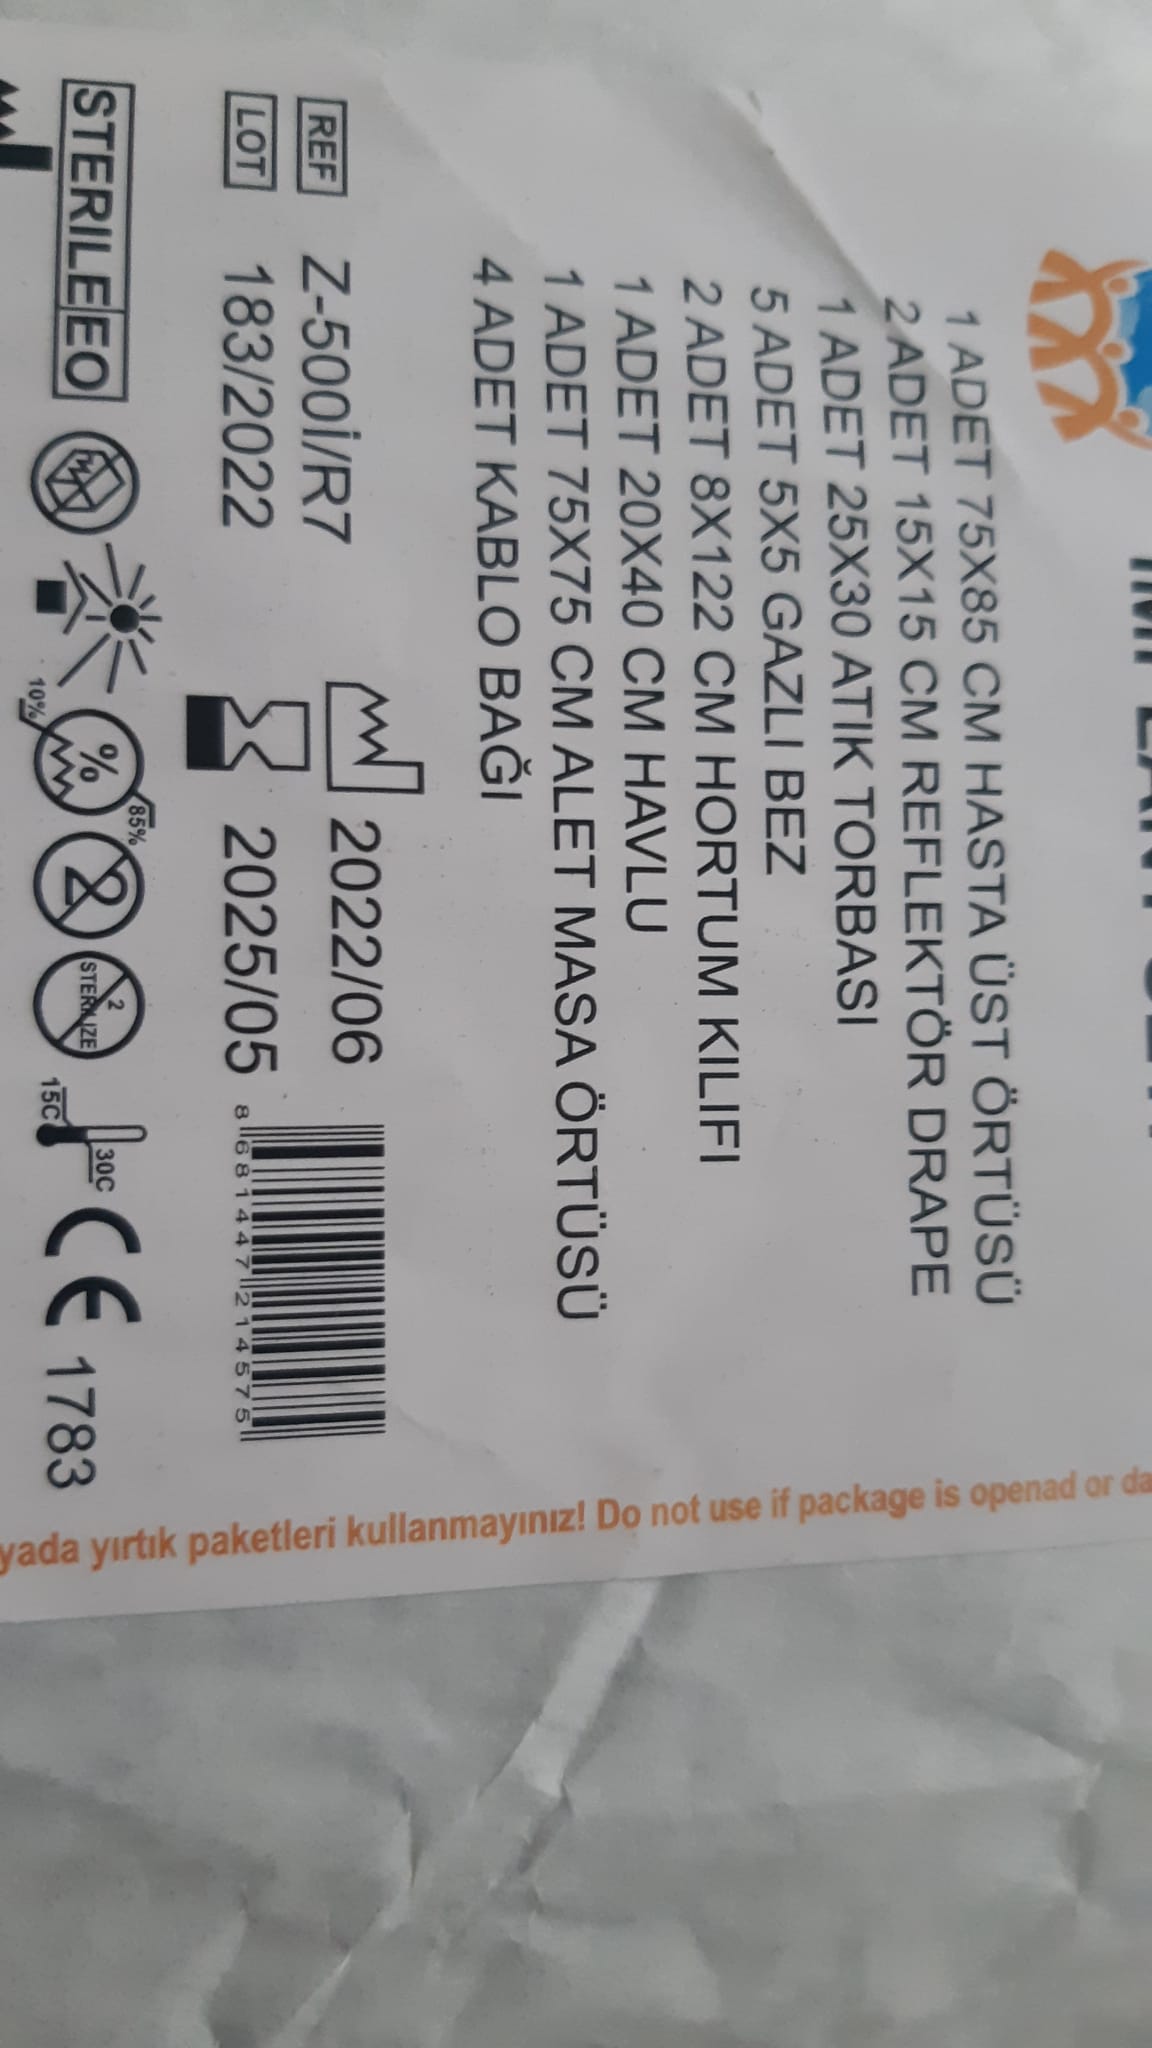 1 ADET 75X85 CM HASTA ÜST ÖRTÜSÜ
2 ADET 15X15 CM REFLEKTÖR DRAPE
1 ADET 25X30 ATIK TORBASI
5 ADET 5X5 GAZLI BEZ
2 ADET 8X122 CM HORTUM KILIFI
1 ADET 20X40 CM HAVLU
1 ADET 75X75 CM ALET MASA ÖRTÜSÜ
4 ADET KABLO BAĞI
REF Z-500İ/R7 2022/06
LOT 183/2022 2025/05
8 681447 214575
STERILE EO
10% % 85%
2
2 STERILIZE
15C 30C
CE 1783
yada yırtık paketleri kullanmayınız! Do not use if package is openad or